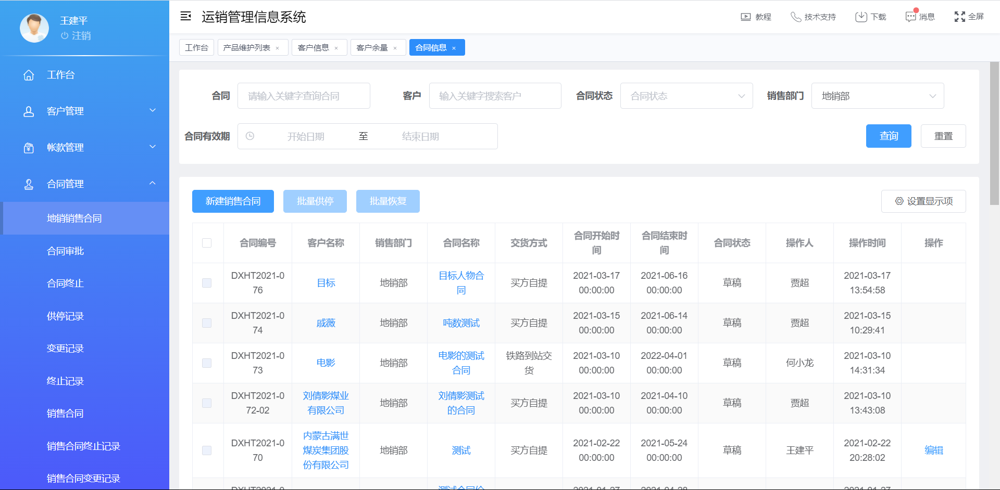 王建平
注销
工作台
客户管理
帐款管理
合同管理
地销销售合同
合同审批
合同终止
供停记录
变更记录
终止记录
销售合同
销售合同终止记录
销售合同变更记录
运销管理信息系统
教程 技术支持 下载 消息 全屏
工作台 产品维护列表 × 客户信息 × 客户余量 × 合同信息 ×
合同 请输入关键字查询合同 客户 输入关键字搜索客户 合同状态 合同状态 销售部门 地销部
合同有效期 开始日期 至 结束日期 查询 重置
新建销售合同 批量供停 批量恢复 设置显示项
合同编号 客户名称 销售部门 合同名称 交货方式 合同开始时间 合同结束时间 合同状态 操作人 操作时间 操作
DXHT2021-076 目标 地销部 目标人物合同 买方自提 2021-03-17 00:00:00 2021-06-16 00:00:00 草稿 贾超 2021-03-17 13:54:58
DXHT2021-074 戚薇 地销部 吨数测试 买方自提 2021-03-15 00:00:00 2021-06-14 00:00:00 草稿 贾超 2021-03-15 10:29:41
DXHT2021-073 电影 地销部 电影的测试合同 铁路到站交货 2021-03-10 00:00:00 2022-04-01 00:00:00 草稿 何小龙 2021-03-10 14:31:34
DXHT2021-072-02 刘倩影煤业有限公司 地销部 刘倩影测试的合同 买方自提 2021-03-10 00:00:00 2021-04-10 00:00:00 草稿 贾超 2021-03-10 13:43:08
DXHT2021-070 内蒙古满世煤炭集团股份有限公司 地销部 测试 买方自提 2021-02-22 00:00:00 2021-05-24 00:00:00 草稿 王建平 2021-02-22 20:28:02 编辑